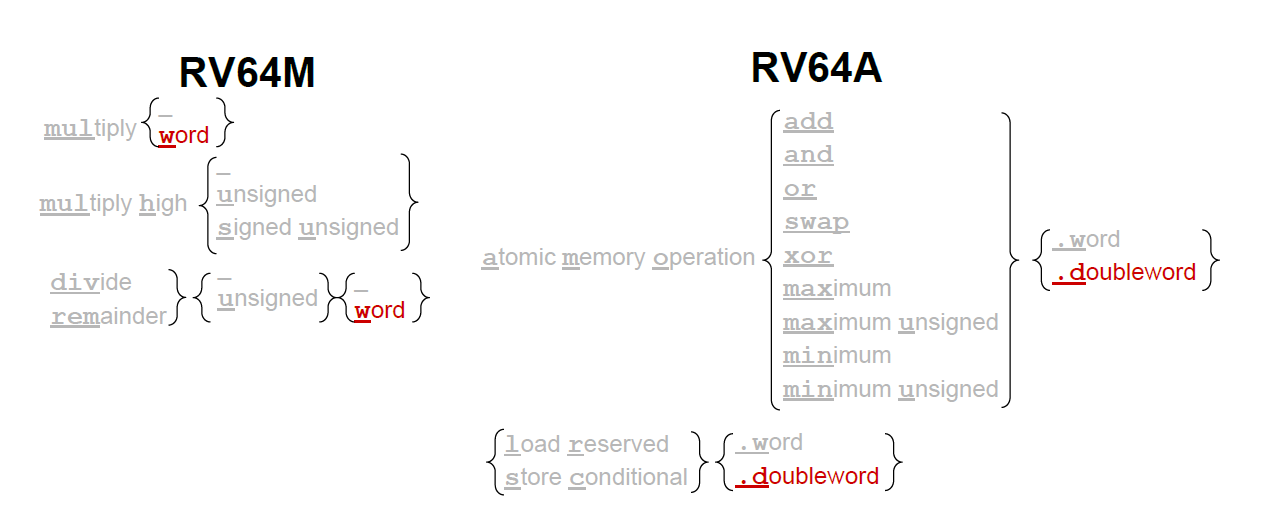 RV64M
multiply { _
word }
multiply high { _
unsigned
signed unsigned }
divide
remainder } { _
unsigned } { _
word }
RV64A
atomic memory operation { add
and
or
swap
xor
maximum
maximum unsigned
minimum
minimum unsigned } { .word
.doubleword }
{ load reserved
store conditional } { .word
.doubleword }